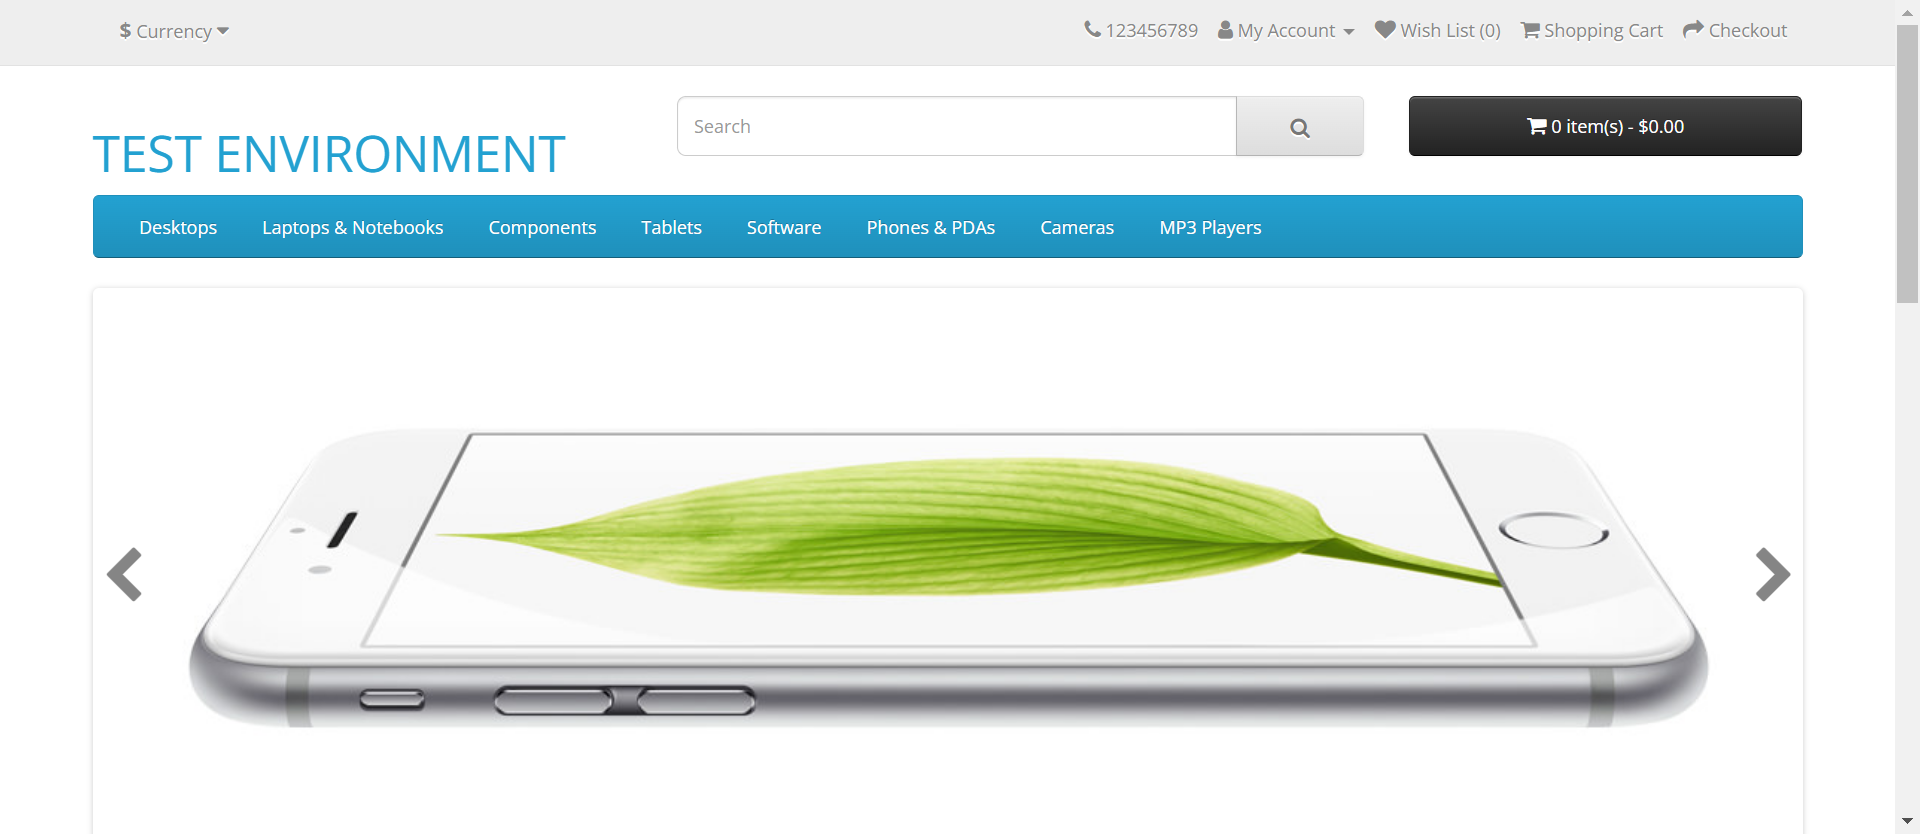 $ Currency
123456789 My Account Wish List (0) Shopping Cart Checkout
Search
0 item(s) - $0.00
TEST ENVIRONMENT
Desktops Laptops & Notebooks Components Tablets Software Phones & PDAs Cameras MP3 Players